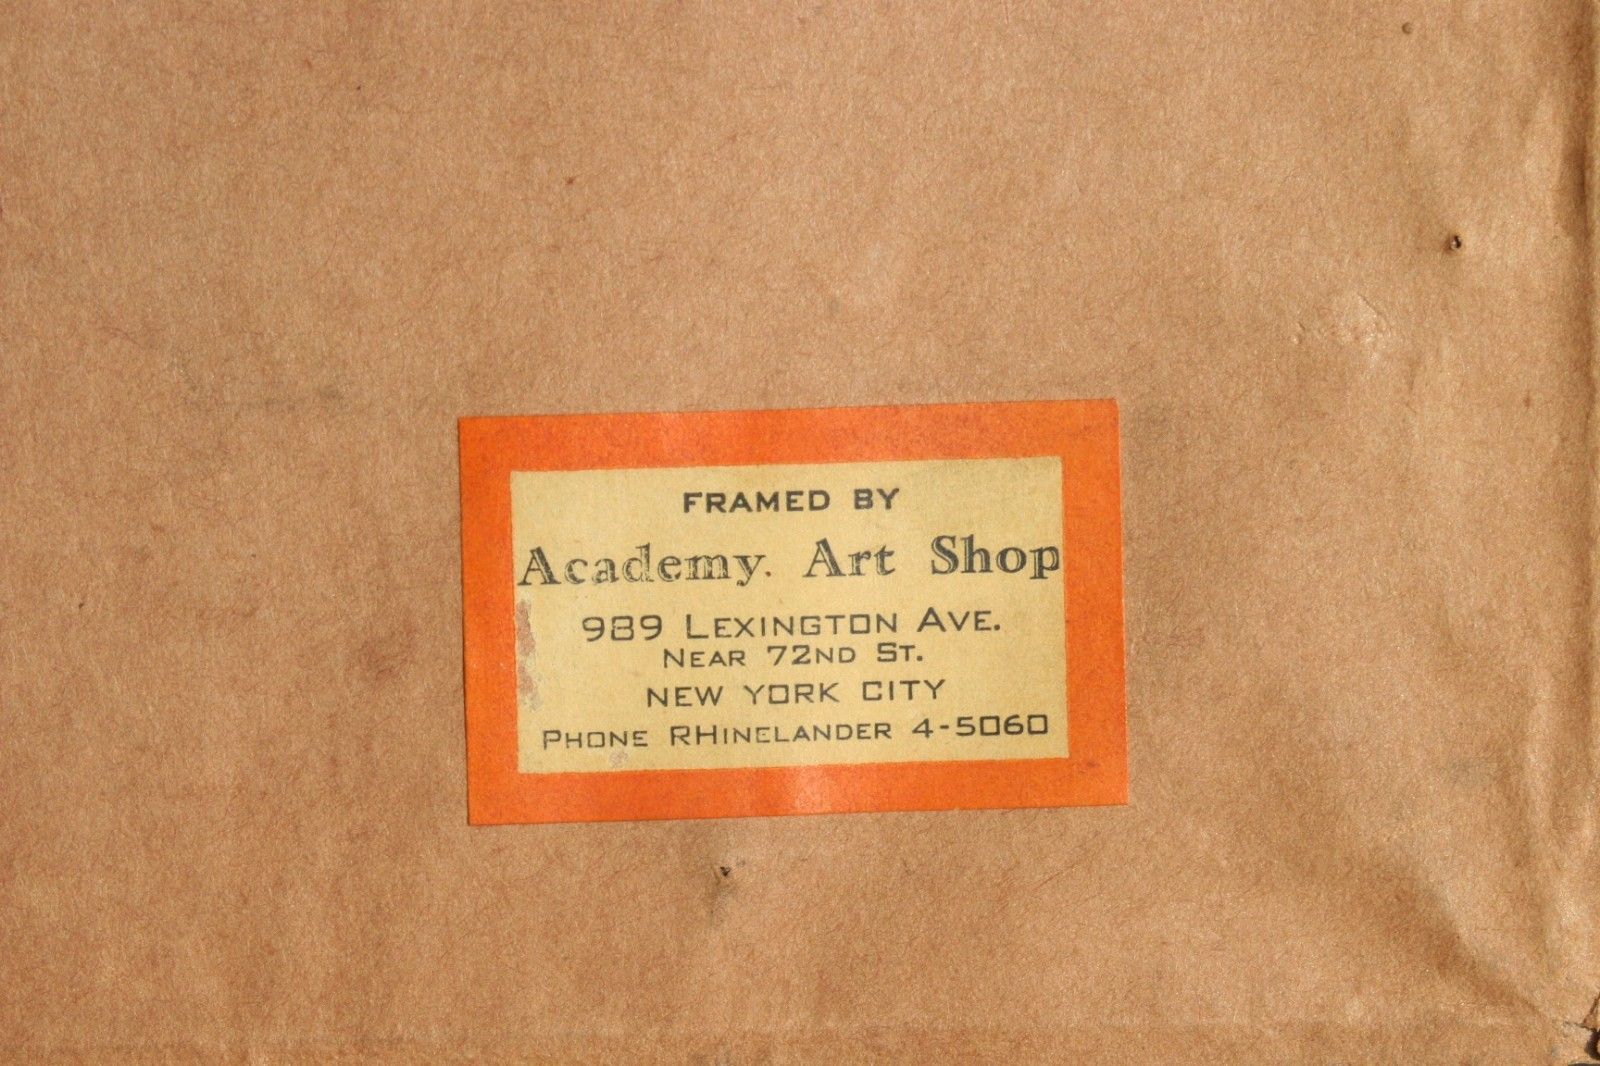 FRAMED BY
Academy. Art Shop
989 LEXINGTON AVE.
NEAR 72ND ST.
NEW YORK CITY
PHONE RHINELANDER 4-5060